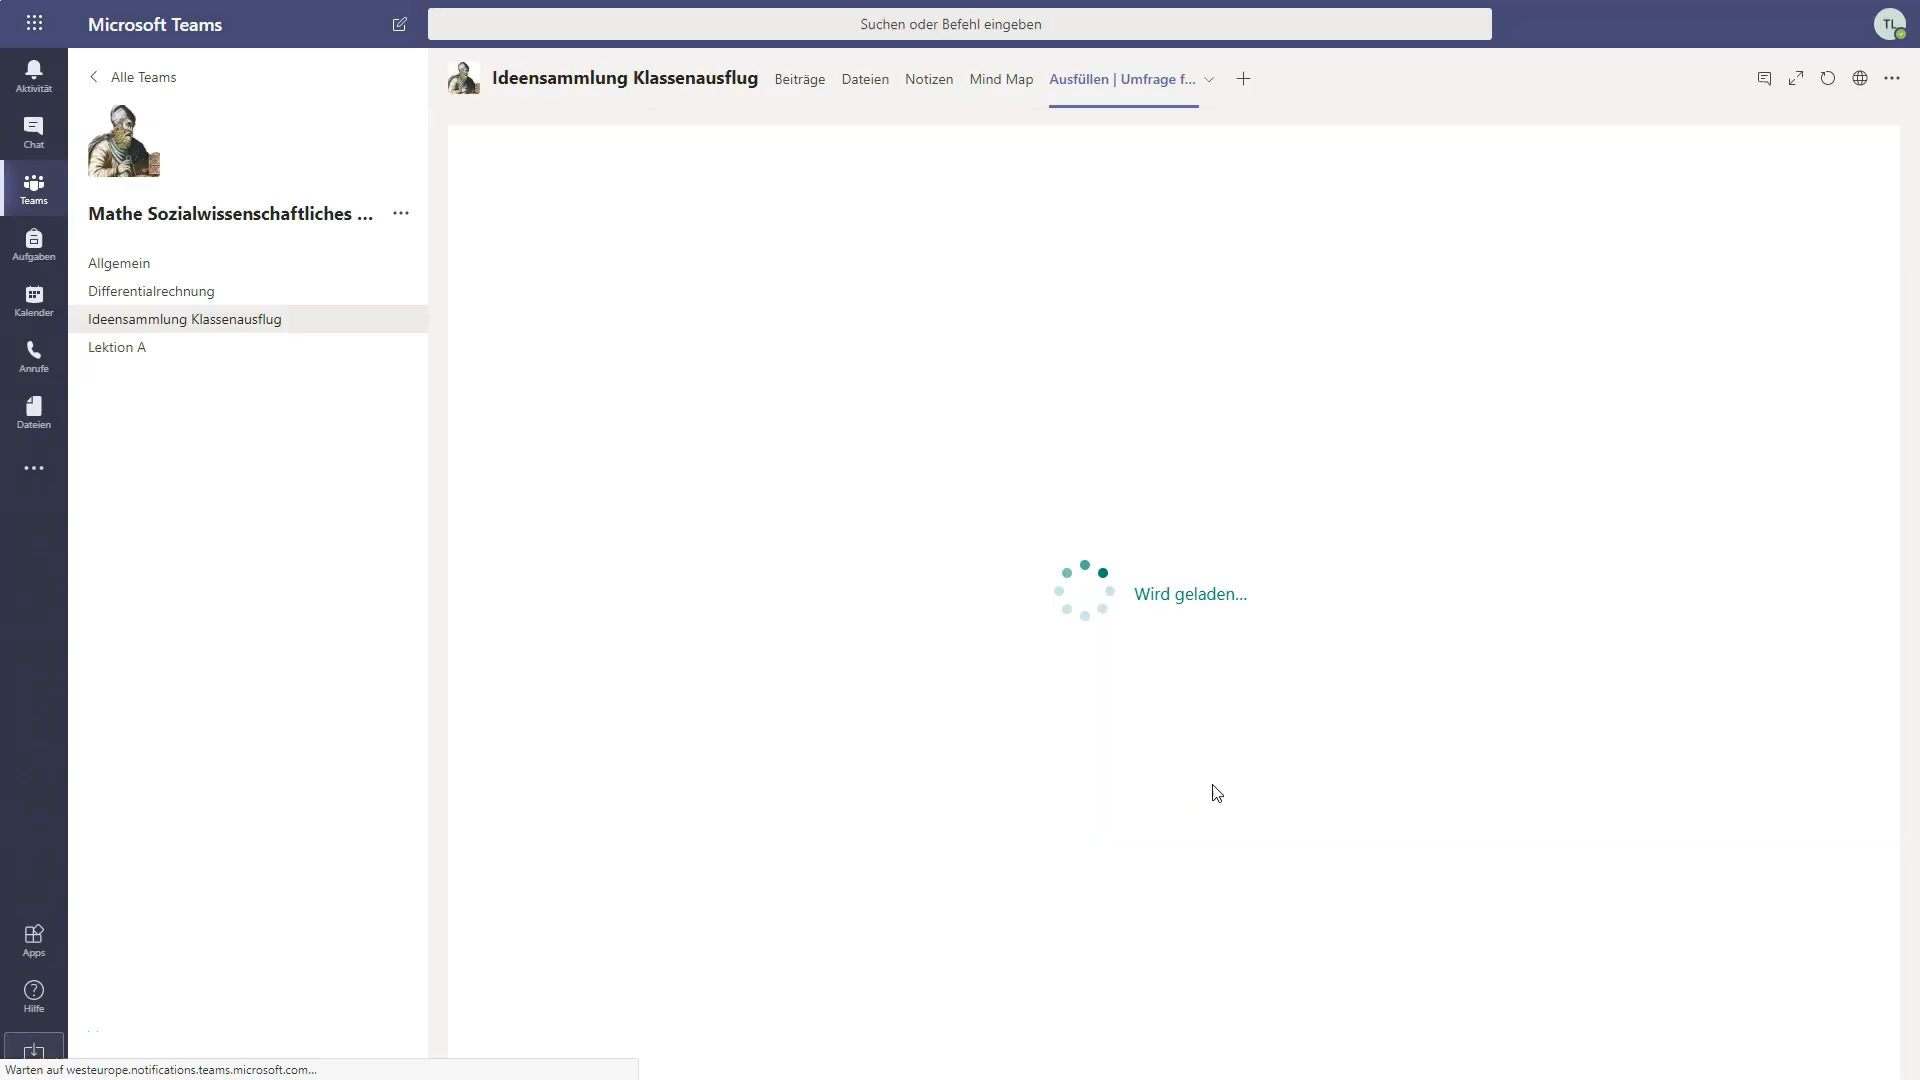 Microsoft Teams
Suchen oder Befehl eingeben
TL
Aktivität
Chat
Teams
Aufgaben
Kalender
Anrufe
Dateien
Apps
Hilfe
Alle Teams
Mathe Sozialwissenschaftliches ...
Allgemein
Differentialrechnung
Ideensammlung Klassenausflug
Lektion A
Ideensammlung Klassenausflug
Beiträge
Dateien
Notizen
Mind Map
Ausfüllen | Umfrage f...
Wird geladen...
Warten auf westeurope.notifications.teams.microsoft.com...